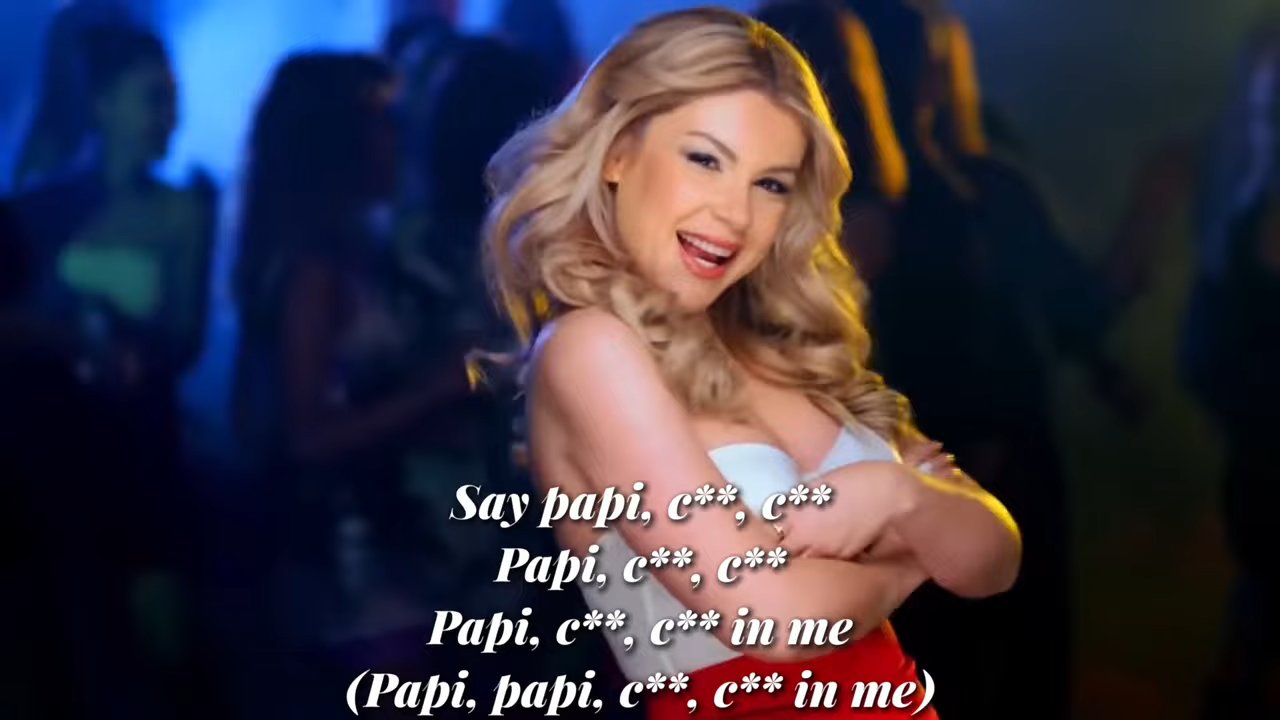 Say papi, c**, c**
Papi, c**, c**
Papi, c**, c** in me
(Papi, papi, c**, c** in me)